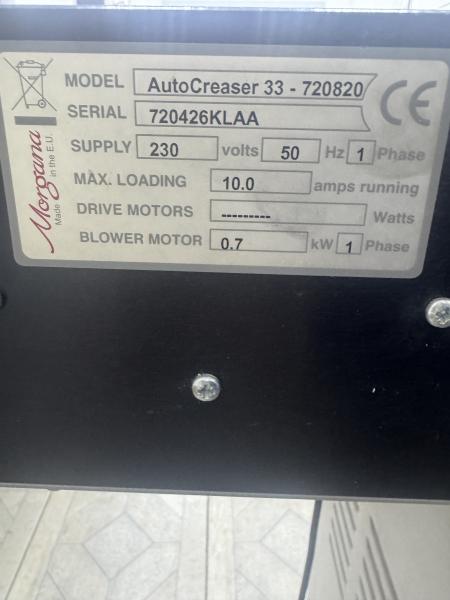 MODEL AutoCreaser 33 - 720820
SERIAL 720426KLAA
SUPPLY 230 volts 50 Hz 1 Phase
MAX. LOADING 10.0 amps running
DRIVE MOTORS --------- Watts
BLOWER MOTOR 0.7 kW 1 Phase
Morgana
Made in the E.U.
CE